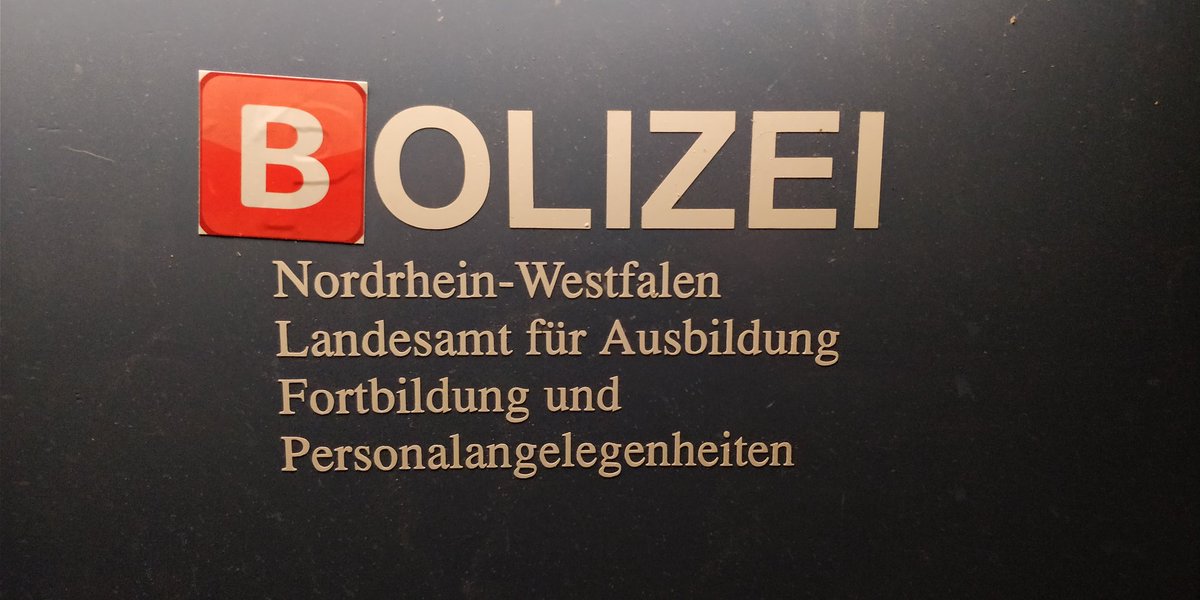 BOLIZEI
Nordrhein-Westfalen
Landesamt für Ausbildung
Fortbildung und
Personalangelegenheiten